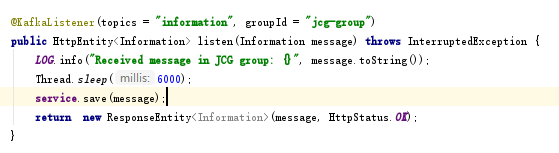 @KafkaListener(topics = "information", groupId = "jcg-group")
public HttpEntity<Information> listen(Information message) throws InterruptedException {
LOG.info("Received message in JCG group: {}", message.toString());
Thread.sleep( millis: 6000);
service.save(message);
return new ResponseEntity<Information>(message, HttpStatus.OK);
}